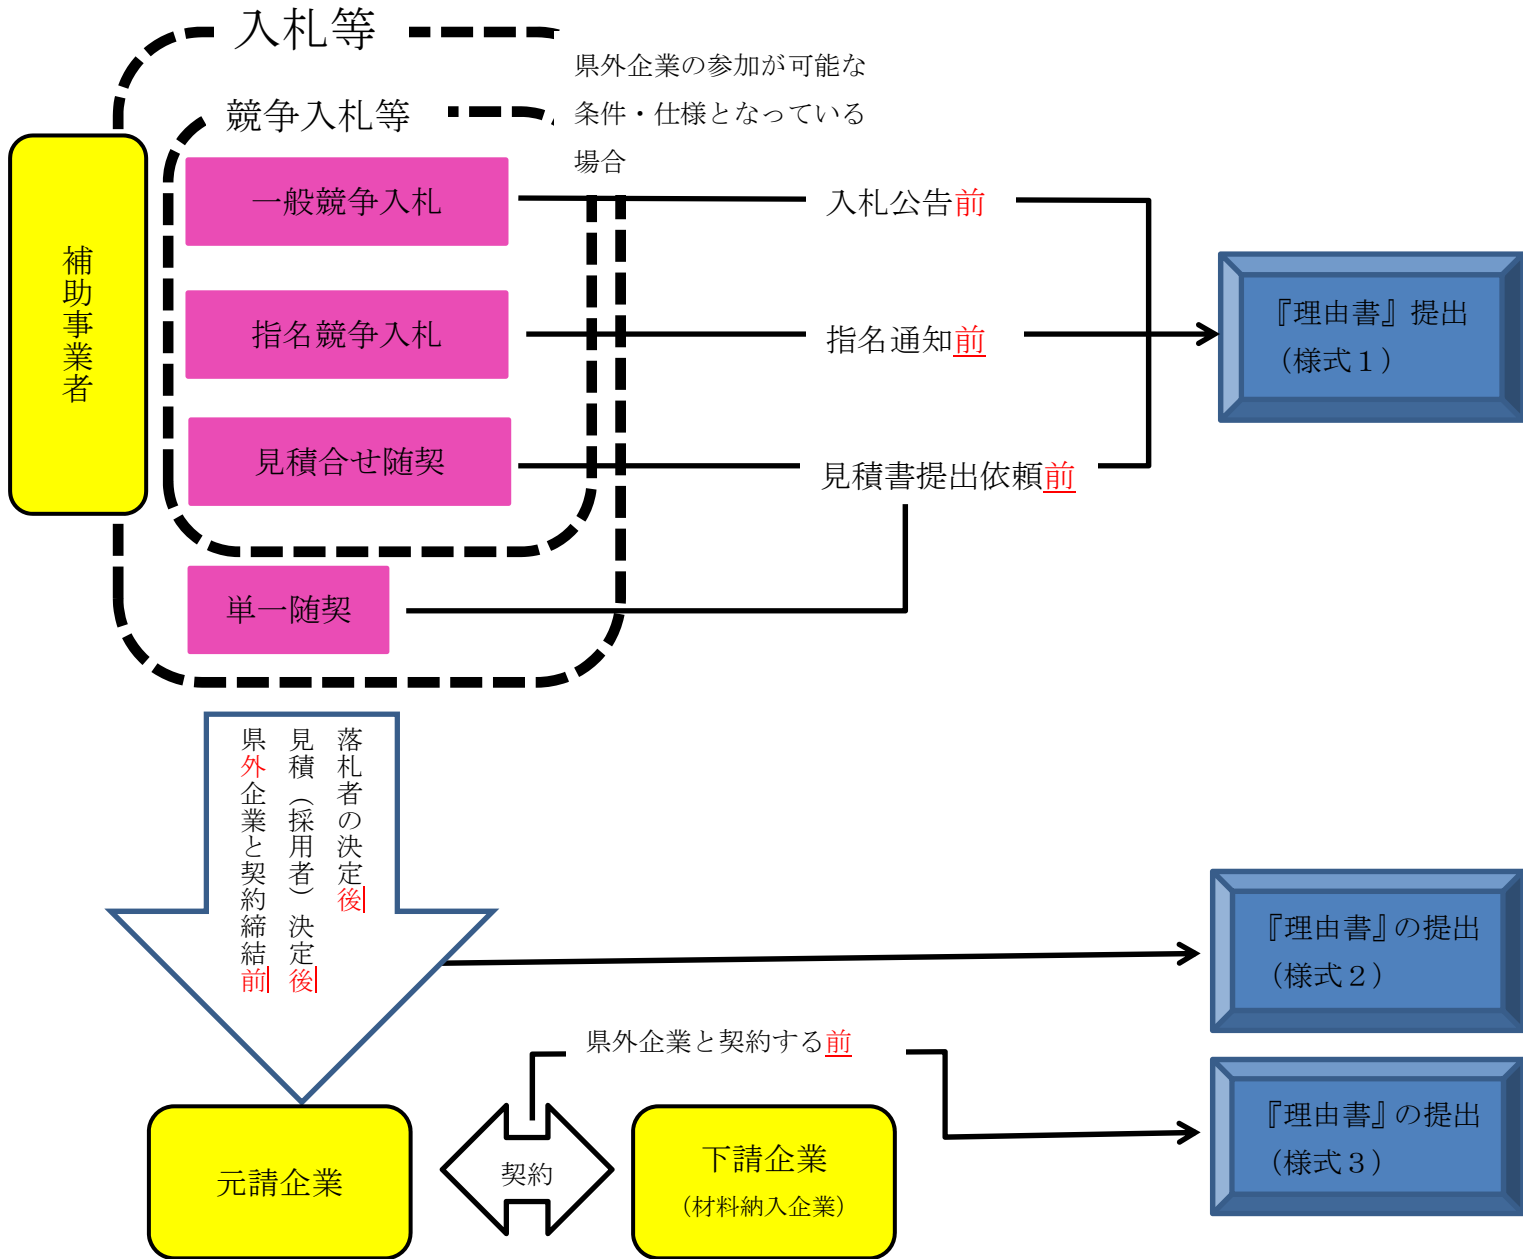 入札等
県外企業の参加が可能な
条件・仕様となっている
場合
競争入札等
補助事業者
一般競争入札
入札公告前
指名競争入札
指名通知前
『理由書』提出
（様式１）
見積合せ随契
見積書提出依頼前
単一随契
落札者の決定後
見積（採用者）決定後
県外企業と契約締結前
『理由書』の提出
（様式２）
県外企業と契約する前
『理由書』の提出
（様式３）
元請企業
契約
下請企業
（材料納入企業）